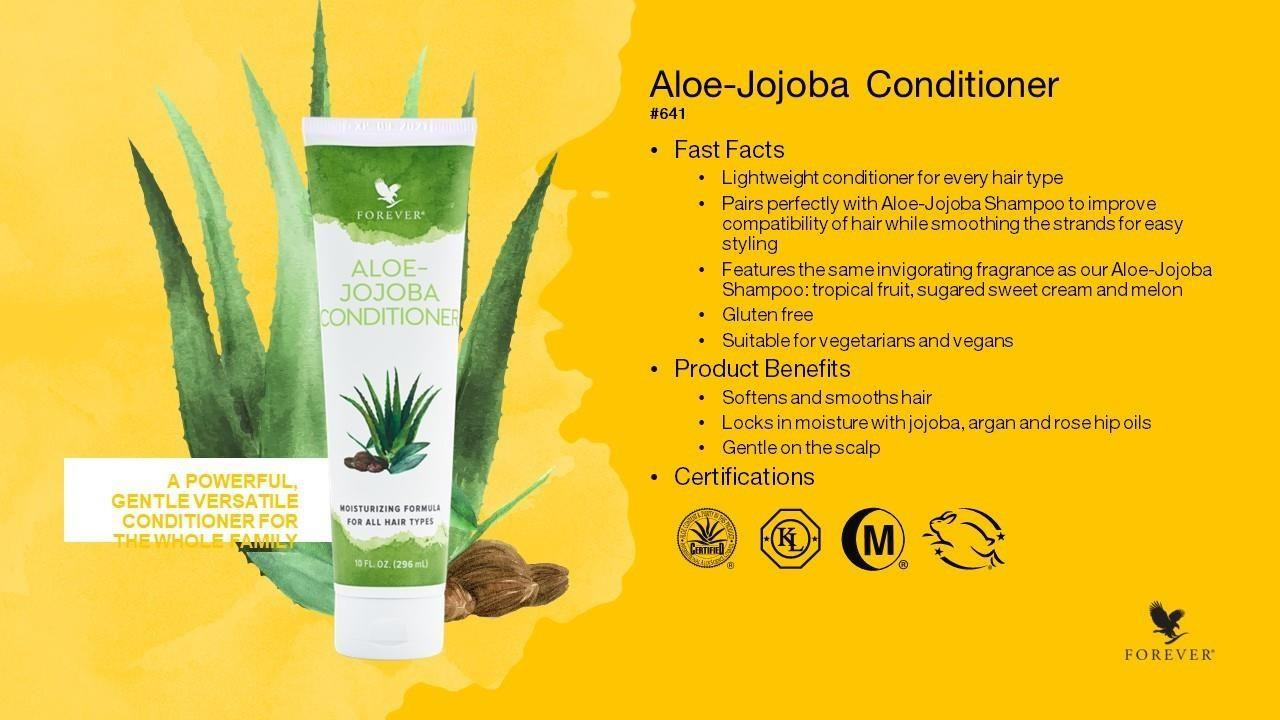 Aloe-Jojoba Conditioner
#641
• Fast Facts
• Lightweight conditioner for every hair type
• Pairs perfectly with Aloe-Jojoba Shampoo to improve
compatibility of hair while smoothing the strands for easy
styling
• Features the same invigorating fragrance as our Aloe-Jojoba
Shampoo: tropical fruit, sugared sweet cream and melon
• Gluten free
• Suitable for vegetarians and vegans
• Product Benefits
• Softens and smooths hair
• Locks in moisture with jojoba, argan and rose hip oils
• Gentle on the scalp
• Certifications
CERTIFIED
®
KL
M
®
FOREVER®
FOREVER®
ALOE-
JOJOBA
CONDITIONER
MOISTURIZING FORMULA
FOR ALL HAIR TYPES
10 FL. OZ. (296 mL)
A POWERFUL,
GENTLE VERSATILE
CONDITIONER FOR
THE WHOLE FAMILY